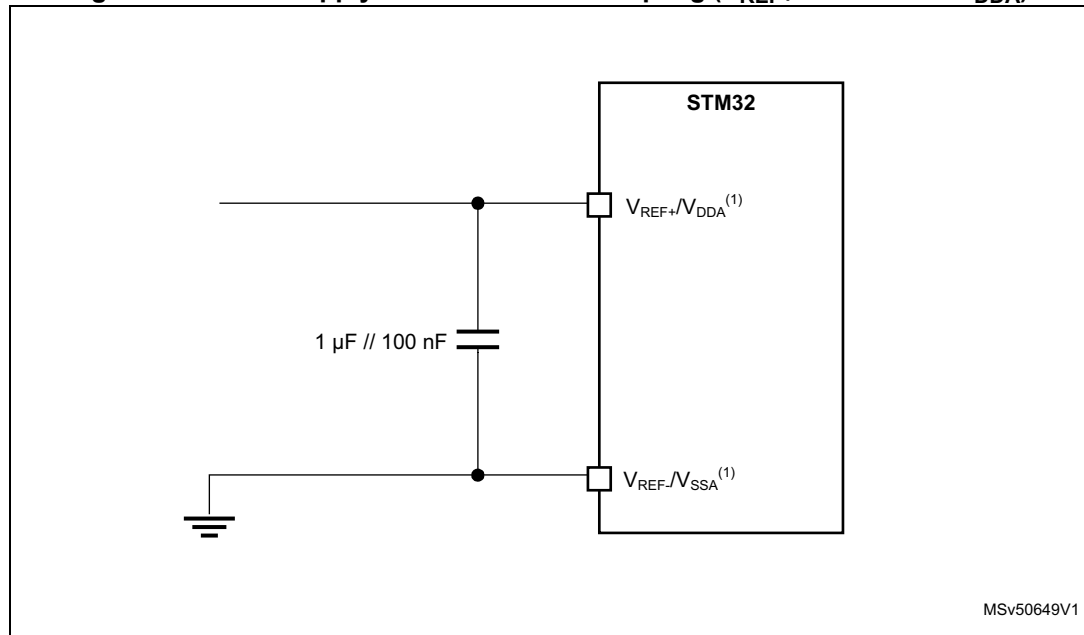 STM32
VREF+/VDDA(1)
1 µF // 100 nF
VREF-/VSSA(1)
MSv50649V1